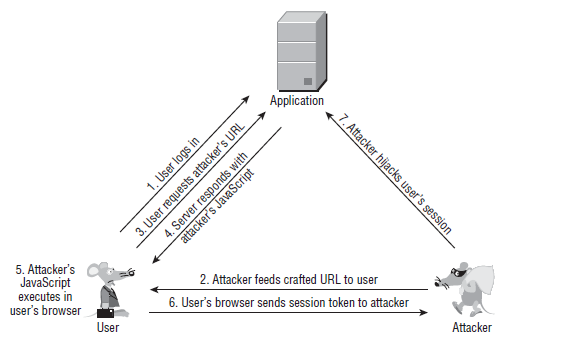 Application
1. User logs in
3. User requests attacker's URL
4. Server responds with
attacker's JavaScript
7. Attacker hijacks user's session
5. Attacker's
JavaScript
executes in
user's browser
2. Attacker feeds crafted URL to user
6. User's browser sends session token to attacker
User
Attacker